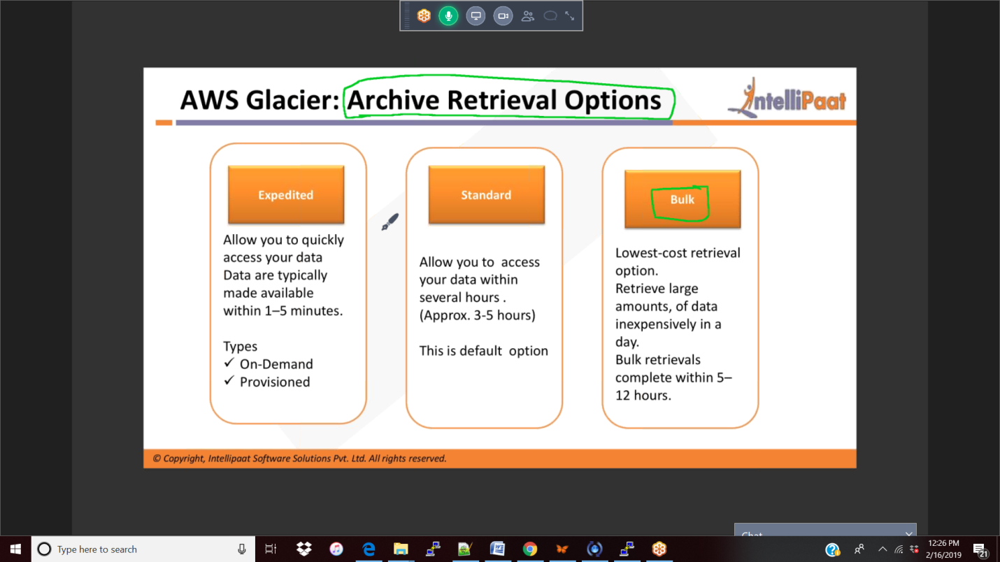 AWS Glacier: Archive Retrieval Options
IntelliPaat
Expedited
Allow you to quickly
access your data
Data are typically
made available
within 1–5 minutes.
Types
✓ On-Demand
✓ Provisioned
Standard
Allow you to access
your data within
several hours .
(Approx. 3-5 hours)
This is default option
Bulk
Lowest-cost retrieval
option.
Retrieve large
amounts, of data
inexpensively in a
day.
Bulk retrievals
complete within 5–
12 hours.
© Copyright, Intellipaat Software Solutions Pvt. Ltd. All rights reserved.
Chat
Type here to search
12:26 PM
2/16/2019
21